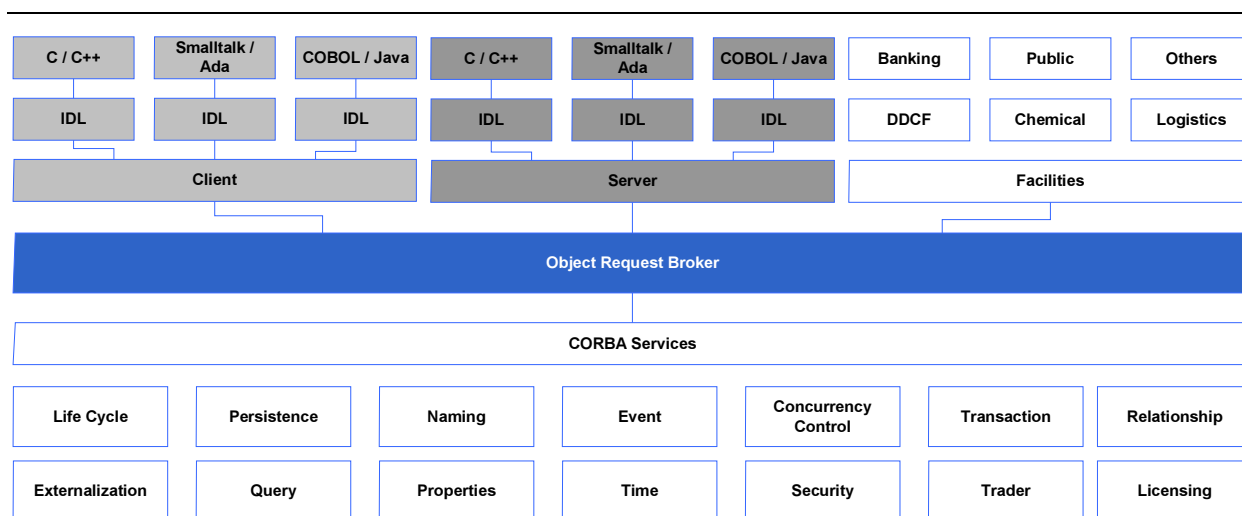 C / C++
Smalltalk /
Ada
COBOL / Java
C / C++
Smalltalk /
Ada
COBOL / Java
Banking
Public
Others
IDL
IDL
IDL
IDL
IDL
IDL
DDCF
Chemical
Logistics
Client
Server
Facilities
Object Request Broker
CORBA Services
Life Cycle
Persistence
Naming
Event
Concurrency
Control
Transaction
Relationship
Externalization
Query
Properties
Time
Security
Trader
Licensing